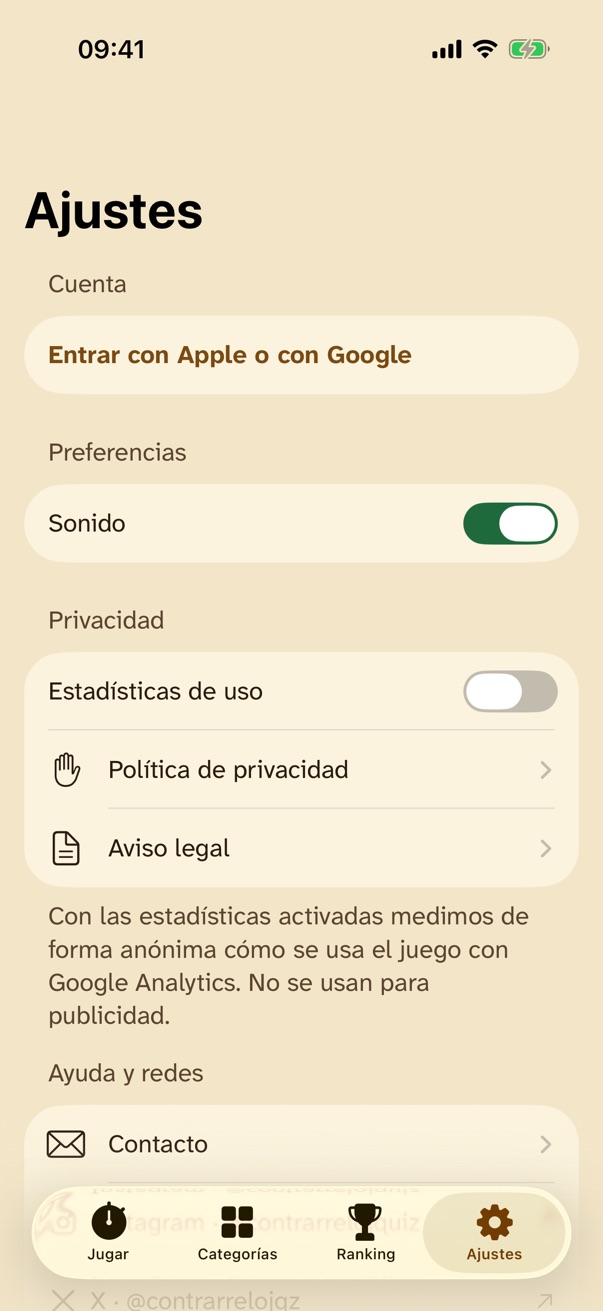 09:41
Ajustes
Cuenta
Entrar con Apple o con Google
Preferencias
Sonido
Privacidad
Estadísticas de uso
Política de privacidad
Aviso legal
Con las estadísticas activadas medimos de
forma anónima cómo se usa el juego con
Google Analytics. No se usan para
publicidad.
Ayuda y redes
Contacto
Jugar
Categorías
Ranking
Ajustes
X · @contrarrelojqz